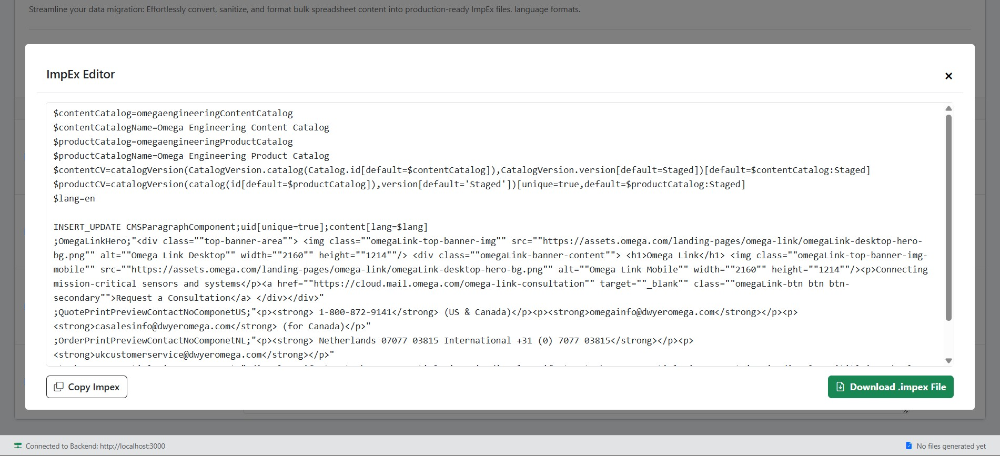 Streamline your data migration: Effortlessly convert, sanitize, and format bulk spreadsheet content into production-ready ImpEx files. language formats.
ImpEx Editor
$contentCatalog=omegaengineeringContentCatalog
$contentCatalogName=Omega Engineering Content Catalog
$productCatalog=omegaengineeringProductCatalog
$productCatalogName=Omega Engineering Product Catalog
$contentCV=catalogVersion(CatalogVersion.catalog(Catalog.id[default=$contentCatalog]),CatalogVersion.version[default=Staged])[default=$contentCatalog:Staged]
$productCV=catalogVersion(catalog(id[default=$productCatalog]),version[default='Staged'])[unique=true,default=$productCatalog:Staged]
$lang=en
INSERT_UPDATE CMSParagraphComponent;uid[unique=true];content[lang=$lang]
;OmegaLinkHero;"<div class=""top-banner-area""> <img class=""omegaLink-top-banner-img"" src=""https://assets.omega.com/landing-pages/omega-link/omegaLink-desktop-hero-
bg.png"" alt=""Omega Link Desktop"" width=""2160"" height=""1214""/> <div class=""omegaLink-banner-content""> <h1>Omega Link</h1> <img class=""omegaLink-top-banner-img-
mobile"" src=""https://assets.omega.com/landing-pages/omega-link/omegaLink-desktop-hero-bg.png"" alt=""Omega Link Mobile"" width=""2160"" height=""1214""/><p>Connecting
mission-critical sensors and systems</p><a href=""https://cloud.mail.omega.com/omega-link-consultation"" target=""_blank"" class=""omegaLink-btn btn btn-
secondary"">Request a Consultation</a> </div></div>"
;QuotePrintPreviewContactNoComponetUS;"<p><strong> 1-800-872-9141</strong> (US & Canada)</p><p><strong>omegainfo@dwyeromega.com</strong></p><p>
<strong>casalesinfo@dwyeromega.com</strong> (for Canada)</p>"
;OrderPrintPreviewContactNoComponetNL;"<p><strong> Netherlands 07077 03815 International +31 (0) 7077 03815</strong></p><p>
<strong>ukcustomerservice@dwyeromega.com</strong></p>"
Copy Impex
Download .impex File
Connected to Backend: http://localhost:3000
No files generated yet